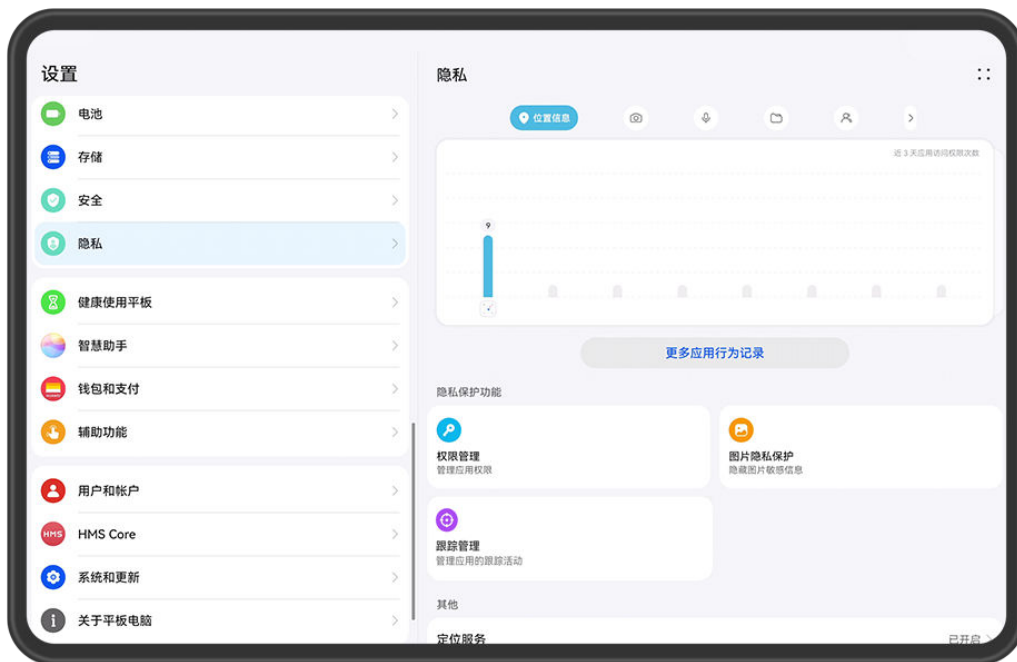 设置
电池
存储
安全
隐私
健康使用平板
智慧助手
钱包和支付
辅助功能
用户和帐户
HMS HMS Core
系统和更新
关于平板电脑
隐私
位置信息
近 3 天应用访问权限次数
9
更多应用行为记录
隐私保护功能
权限管理
管理应用权限
图片隐私保护
隐藏图片敏感信息
跟踪管理
管理应用的跟踪活动
其他
定位服务 已开启